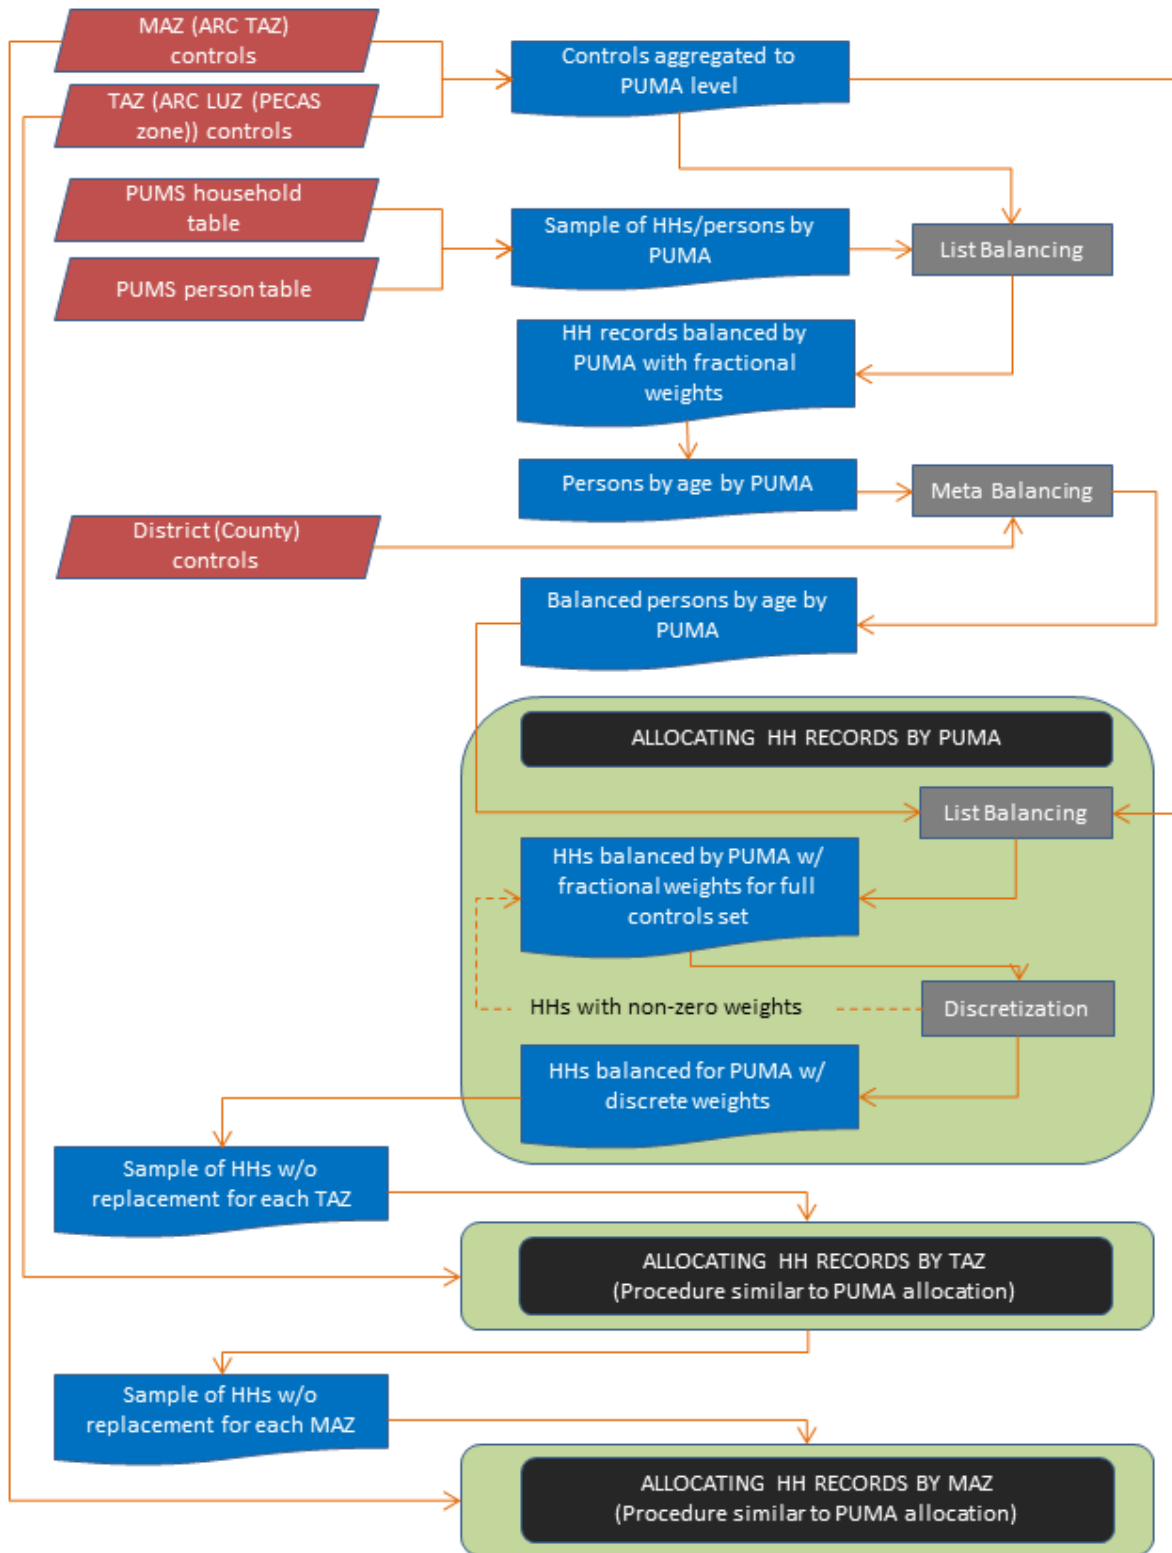 MAZ (ARC TAZ)
controls
Controls aggregated to
PUMA level
TAZ (ARC LUZ (PECAS
zone)) controls
PUMS household
table
Sample of HHs/persons by
PUMA
List Balancing
PUMS person table
HH records balanced by
PUMA with fractional
weights
Persons by age by PUMA
Meta Balancing
District (County)
controls
Balanced persons by age by
PUMA
ALLOCATING HH RECORDS BY PUMA
List Balancing
HHs balanced by PUMA w/
fractional weights for full
controls set
HHs with non-zero weights
Discretization
HHs balanced for PUMA w/
discrete weights
Sample of HHs w/o
replacement for each TAZ
ALLOCATING HH RECORDS BY TAZ
(Procedure similar to PUMA allocation)
Sample of HHs w/o
replacement for each MAZ
ALLOCATING HH RECORDS BY MAZ
(Procedure similar to PUMA allocation)